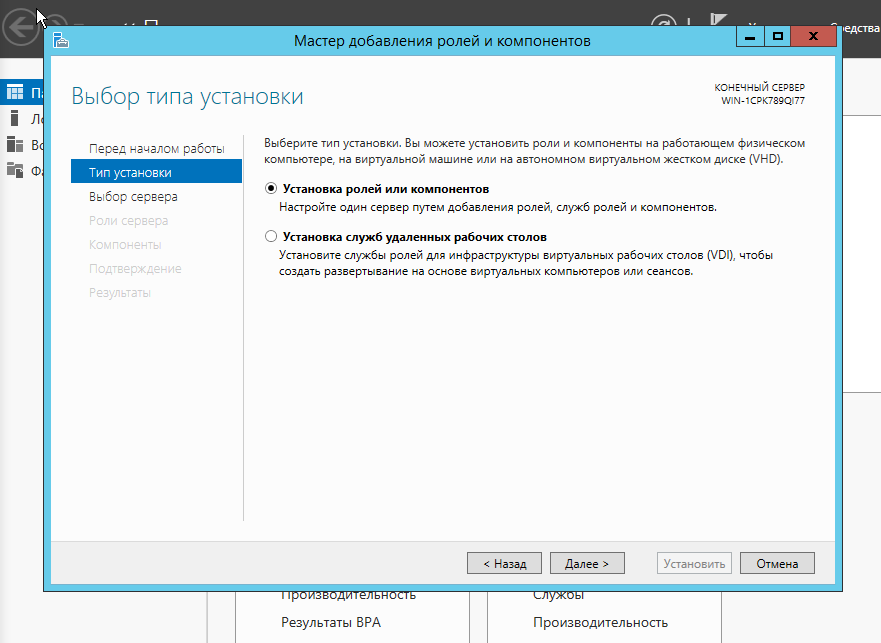 Мастер добавления ролей и компонентов
Выбор типа установки
КОНЕЧНЫЙ СЕРВЕР
WIN-1CPK789QI77
Перед началом работы
Тип установки
Выбор сервера
Роли сервера
Компоненты
Подтверждение
Результаты
Выберите тип установки. Вы можете установить роли и компоненты на работающем физическом
компьютере, на виртуальной машине или на автономном виртуальном жестком диске (VHD).
Установка ролей или компонентов
Настройте один сервер путем добавления ролей, служб ролей и компонентов.
Установка служб удаленных рабочих столов
Установите службы ролей для инфраструктуры виртуальных рабочих столов (VDI), чтобы
создать развертывание на основе виртуальных компьютеров или сеансов.
< Назад
Далее >
Установить
Отмена
Производительность
Результаты BPA
Службы
Производительность